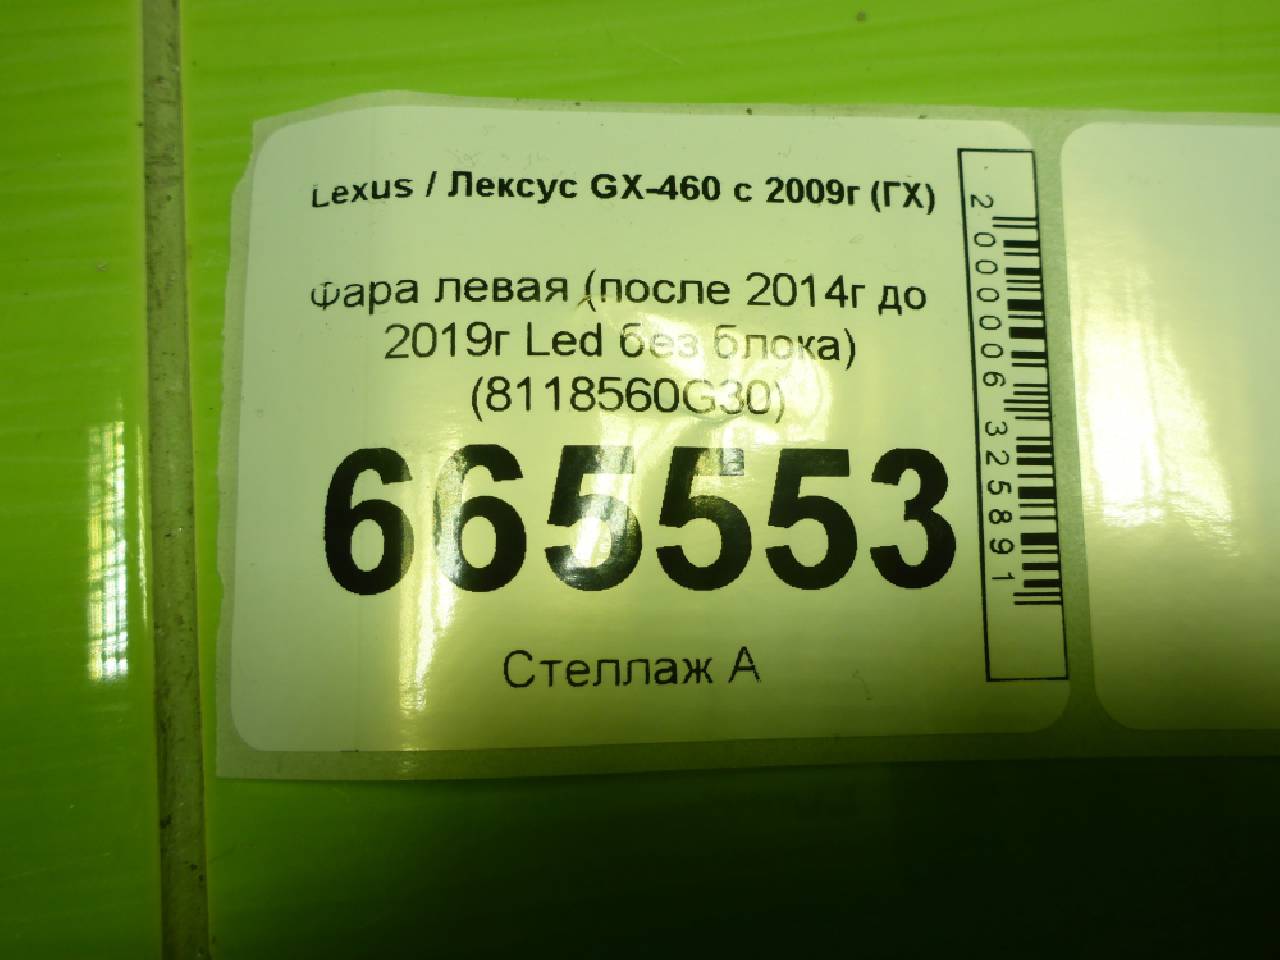 Lexus / Лексус GX-460 с 2009г (ГХ)
Фара левая (после 2014г до
2019г Led без блока)
(8118560G30)
665553
Стеллаж А
2000006325891